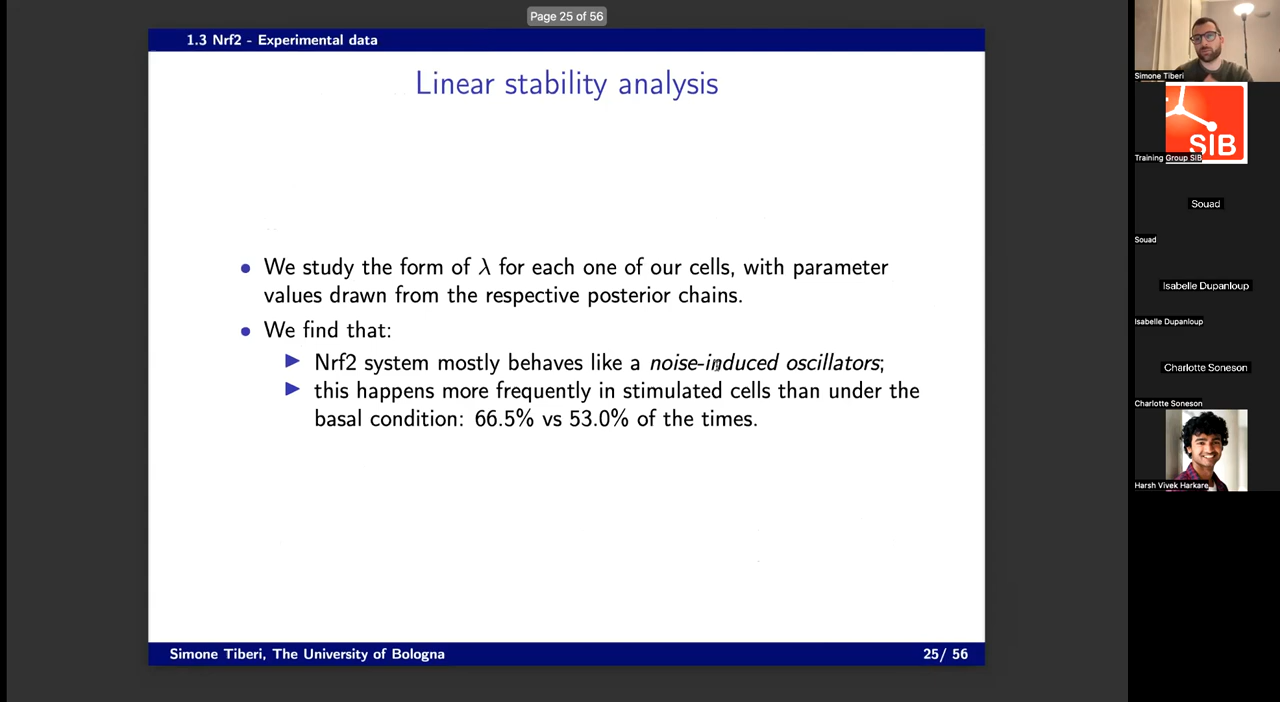 Page 25 of 56
1.3 Nrf2 - Experimental data
Linear stability analysis
We study the form of λ for each one of our cells, with parameter
values drawn from the respective posterior chains.
We find that:
Nrf2 system mostly behaves like a noise-induced oscillators;
this happens more frequently in stimulated cells than under the
basal condition: 66.5% vs 53.0% of the times.
Simone Tiberi, The University of Bologna
25/ 56
Simone Tiberi
SIB
Training Group SIB
Souad
Souad
Isabelle Dupanloup
Isabelle Dupanloup
Charlotte Soneson
Charlotte Soneson
Harsh Vivek Harkare